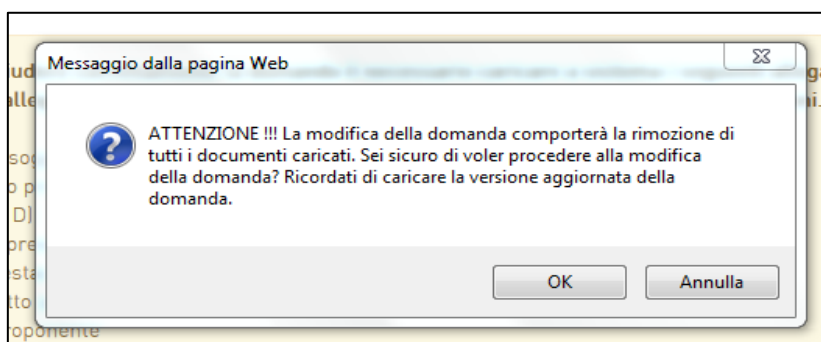 Messaggio dalla pagina Web
ATTENZIONE !!! La modifica della domanda comporterà la rimozione di
tutti i documenti caricati. Sei sicuro di voler procedere alla modifica
della domanda? Ricordati di caricare la versione aggiornata della
domanda.
OK Annulla
roponente